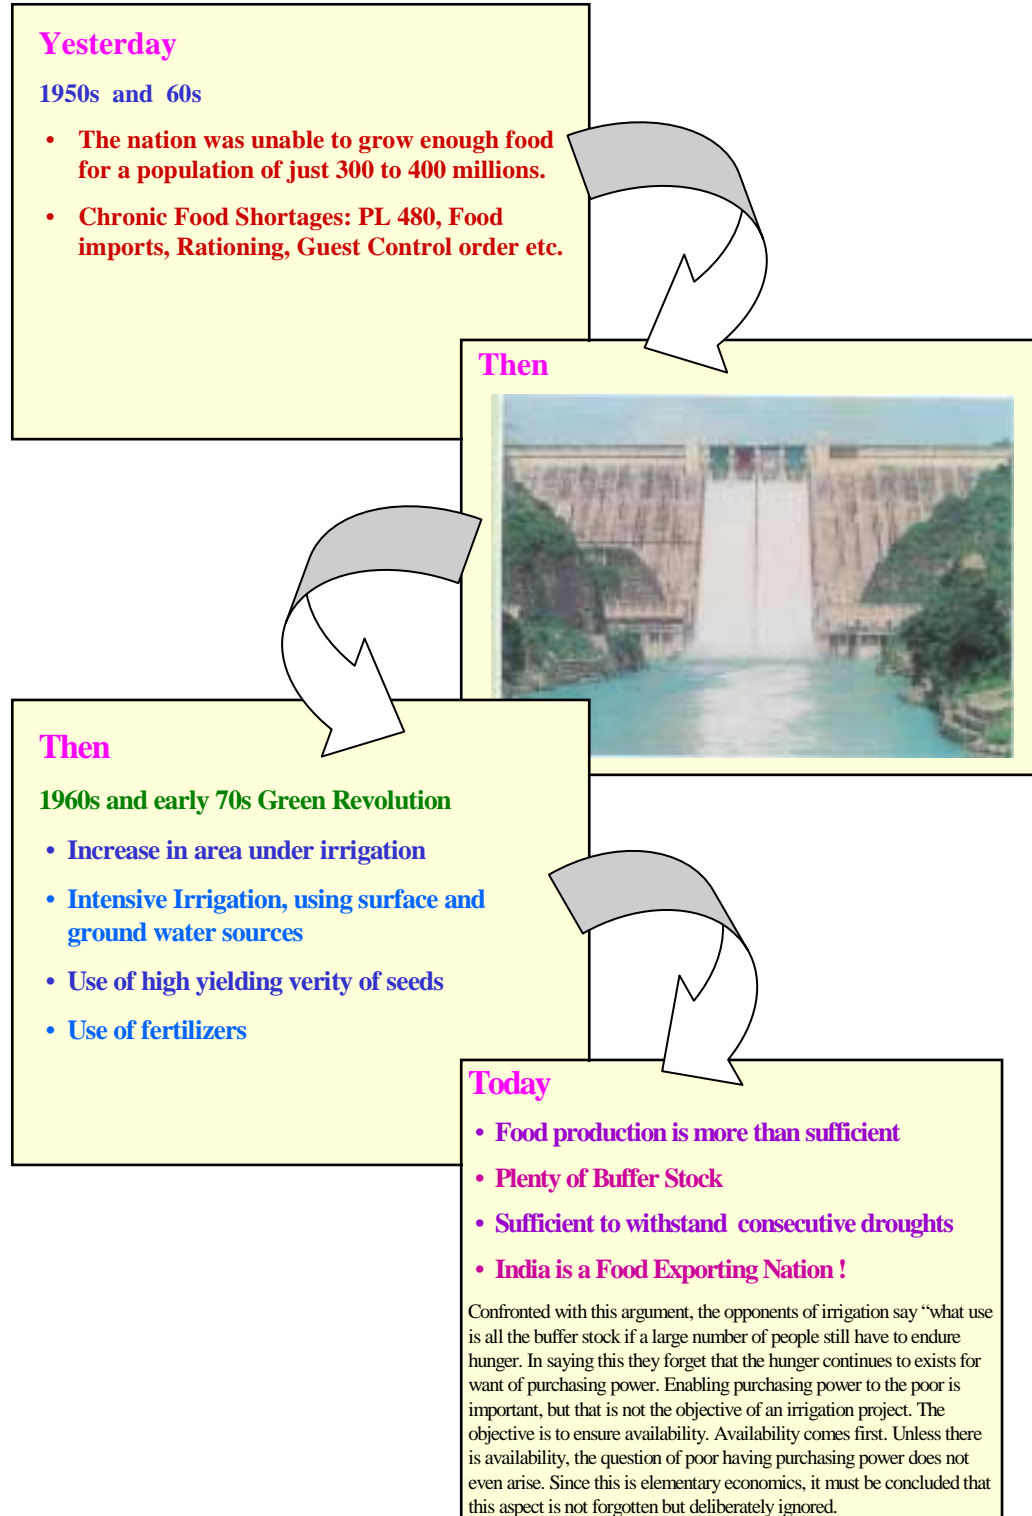 Yesterday
1950s and 60s
• The nation was unable to grow enough food
for a population of just 300 to 400 millions.
• Chronic Food Shortages: PL 480, Food
imports, Rationing, Guest Control order etc.
Then
Then
1960s and early 70s Green Revolution
• Increase in area under irrigation
• Intensive Irrigation, using surface and
ground water sources
• Use of high yielding verity of seeds
• Use of fertilizers
Today
• Food production is more than sufficient
• Plenty of Buffer Stock
• Sufficient to withstand consecutive droughts
• India is a Food Exporting Nation !
Confronted with this argument, the opponents of irrigation say “what use
is all the buffer stock if a large number of people still have to endure
hunger. In saying this they forget that the hunger continues to exists for
want of purchasing power. Enabling purchasing power to the poor is
important, but that is not the objective of an irrigation project. The
objective is to ensure availability. Availability comes first. Unless there
is availability, the question of poor having purchasing power does not
even arise. Since this is elementary economics, it must be concluded that
this aspect is not forgotten but deliberately ignored.